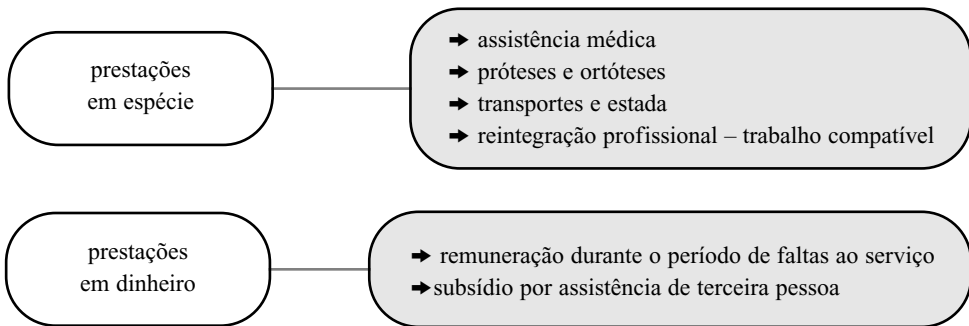 prestações
em espécie
➡ assistência médica
➡ próteses e ortóteses
➡ transportes e estada
➡ reintegração profissional – trabalho compatível
prestações
em dinheiro
➡ remuneração durante o período de faltas ao serviço
➡subsídio por assistência de terceira pessoa